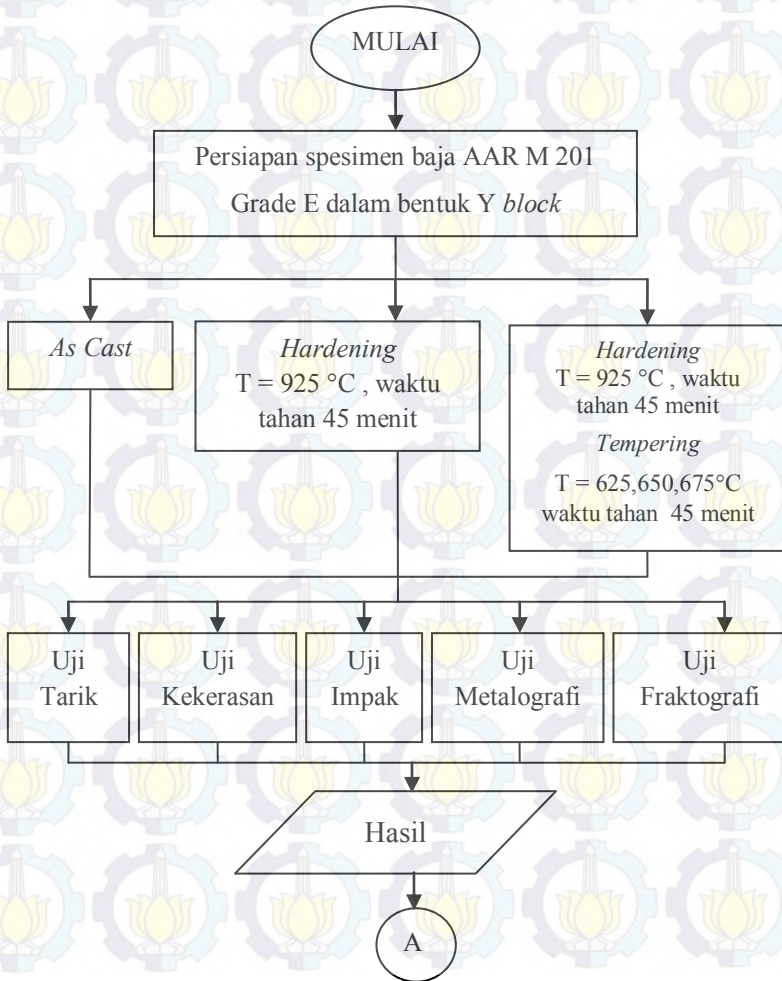 MULAI
Persiapan spesimen baja AAR M 201
Grade E dalam bentuk Y block
As Cast
Hardening
T = 925 °C , waktu
tahan 45 menit
Hardening
T = 925 °C , waktu
tahan 45 menit
Tempering
T = 625,650,675°C
waktu tahan 45 menit
Uji
Tarik
Uji
Kekerasan
Uji
Impak
Uji
Metalografi
Uji
Fraktografi
Hasil
A